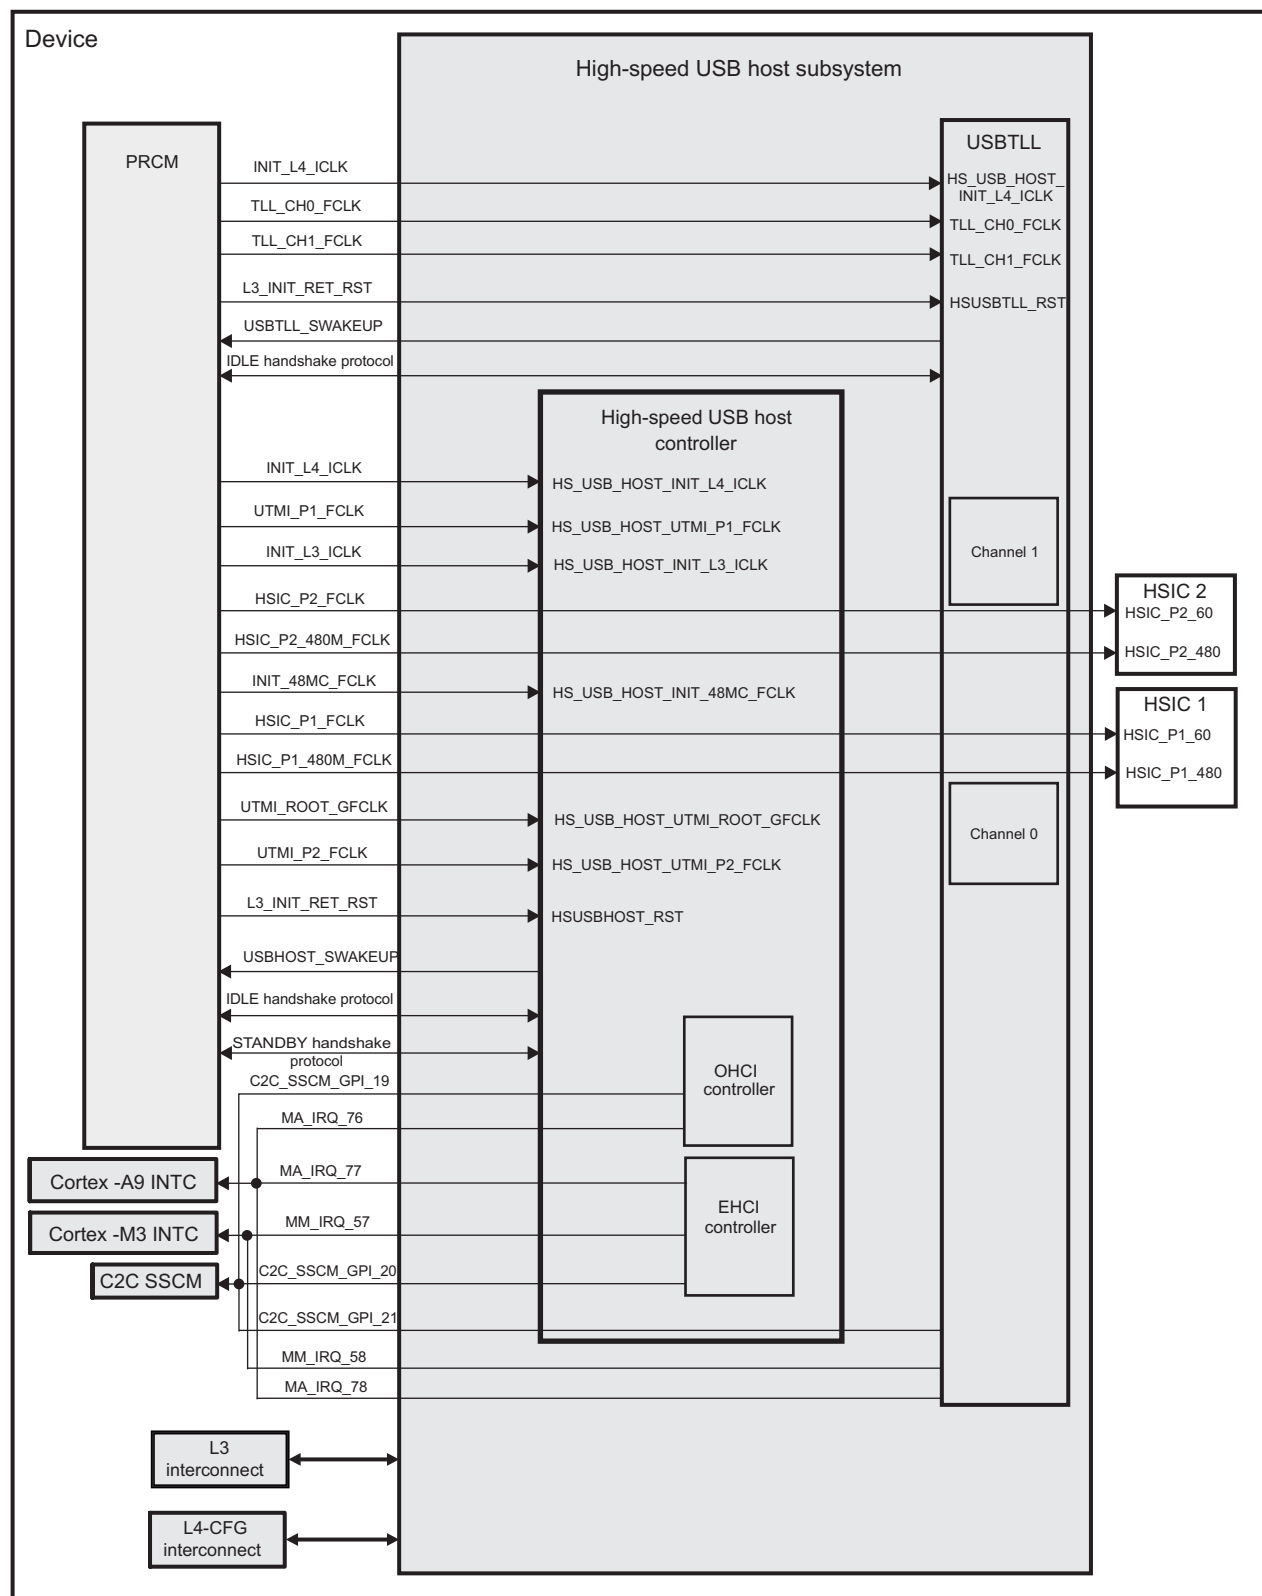 Device
High-speed USB host subsystem
PRCM
USBTLL
INIT_L4_ICLK
HS_USB_HOST_
INIT_L4_ICLK
TLL_CH0_FCLK
TLL_CH0_FCLK
TLL_CH1_FCLK
TLL_CH1_FCLK
L3_INIT_RET_RST
HSUSBTLL_RST
USBTLL_SWAKEUP
IDLE handshake protocol
High-speed USB host
controller
INIT_L4_ICLK
HS_USB_HOST_INIT_L4_ICLK
UTMI_P1_FCLK
HS_USB_HOST_UTMI_P1_FCLK
INIT_L3_ICLK
HS_USB_HOST_INIT_L3_ICLK
Channel 1
HSIC_P2_FCLK
HSIC 2
HSIC_P2_60
HSIC_P2_480M_FCLK
HSIC_P2_480
INIT_48MC_FCLK
HS_USB_HOST_INIT_48MC_FCLK
HSIC 1
HSIC_P1_FCLK
HSIC_P1_60
HSIC_P1_480M_FCLK
HSIC_P1_480
UTMI_ROOT_GFCLK
HS_USB_HOST_UTMI_ROOT_GFCLK
Channel 0
UTMI_P2_FCLK
HS_USB_HOST_UTMI_P2_FCLK
L3_INIT_RET_RST
HSUSBHOST_RST
USBHOST_SWAKEUP
IDLE handshake protocol
STANDBY handshake
protocol
C2C_SSCM_GPI_19
OHCI
controller
MA_IRQ_76
Cortex -A9 INTC
MA_IRQ_77
EHCI
controller
Cortex -M3 INTC
MM_IRQ_57
C2C SSCM
C2C_SSCM_GPI_20
C2C_SSCM_GPI_21
MM_IRQ_58
MA_IRQ_78
L3
interconnect
L4-CFG
interconnect